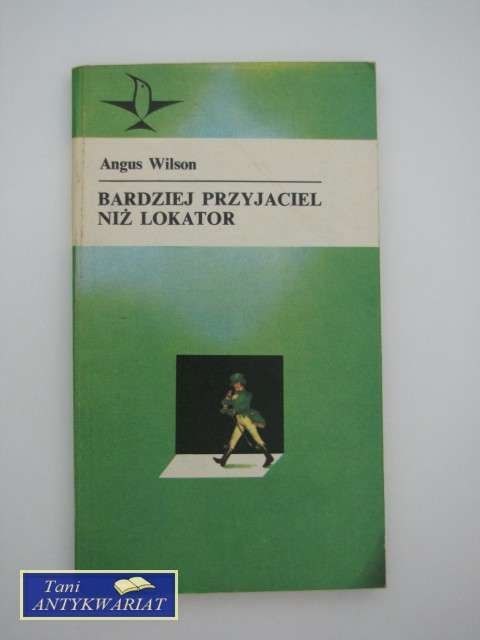 Angus Wilson
BARDZIEJ PRZYJACIEL
NIŻ LOKATOR
Tani
ANTYKWARIAT